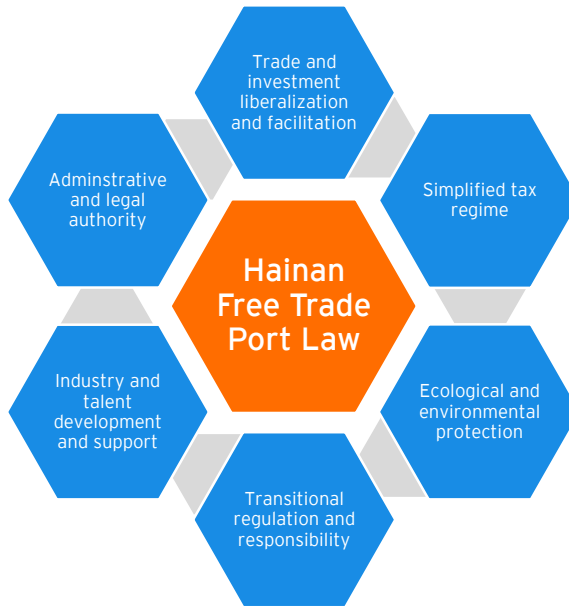 Trade and
investment
liberalization
and facilitation
Adminstrative
and legal
authority
Simplified tax
regime
Hainan
Free Trade
Port Law
Industry and
talent
development
and support
Ecological and
environmental
protection
Transitional
regulation and
responsibility